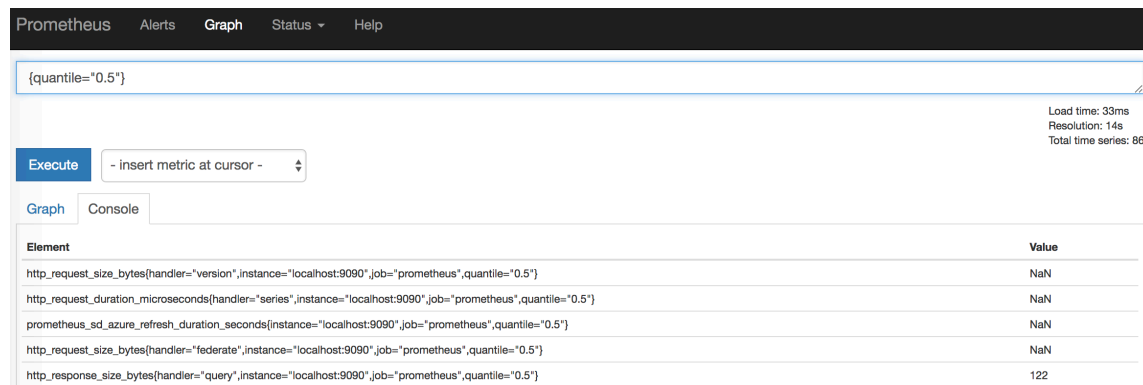 Prometheus Alerts Graph Status Help
{quantile="0.5"}
Load time: 33ms
Resolution: 14s
Total time series: 86
Execute - insert metric at cursor -
Graph Console
Element Value
http_request_size_bytes{handler="version",instance="localhost:9090",job="prometheus",quantile="0.5"} NaN
http_request_duration_microseconds{handler="series",instance="localhost:9090",job="prometheus",quantile="0.5"} NaN
prometheus_sd_azure_refresh_duration_seconds{instance="localhost:9090",job="prometheus",quantile="0.5"} NaN
http_request_size_bytes{handler="federate",instance="localhost:9090",job="prometheus",quantile="0.5"} NaN
http_response_size_bytes{handler="query",instance="localhost:9090",job="prometheus",quantile="0.5"} 122